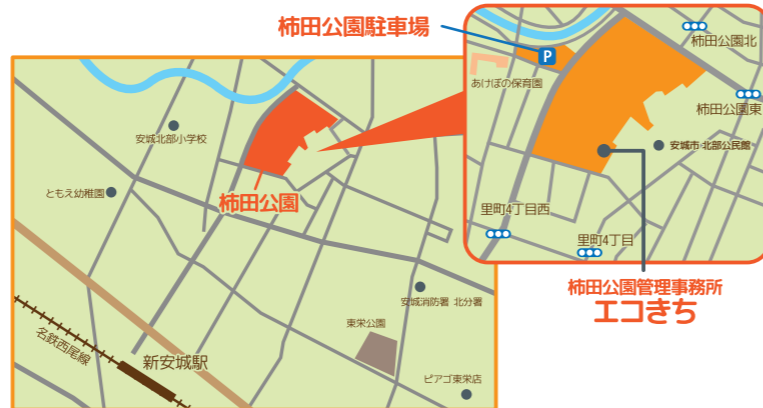 柿田公園駐車場
P
柿田公園北
あけぼの保育園
柿田公園東
安城市 北部公民館
安城北部小学校
ともえ幼稚園
柿田公園
里町4丁目西
里町4丁目
柿田公園管理事務所
エコきち
安城消防署 北分署
東栄公園
名鉄西尾線
新安城駅
ピアゴ東栄店